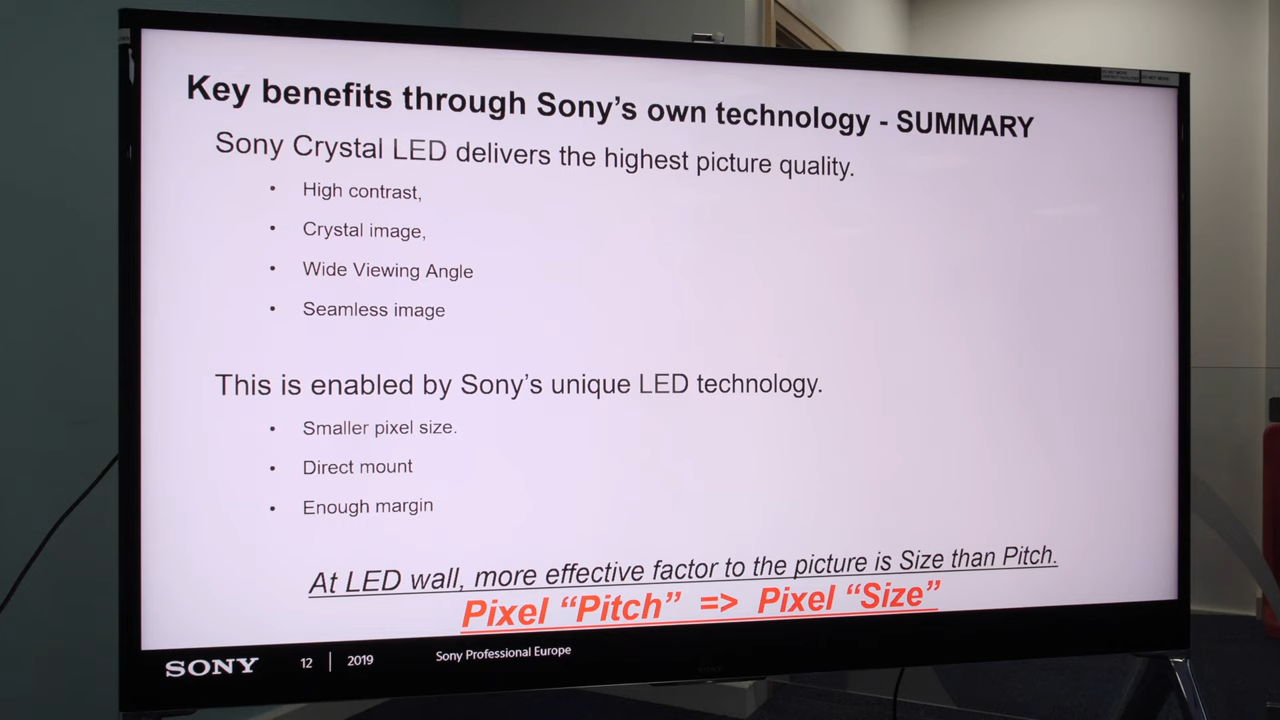 Key benefits through Sony's own technology - SUMMARY
Sony Crystal LED delivers the highest picture quality.
• High contrast,
• Crystal image,
• Wide Viewing Angle
• Seamless image
This is enabled by Sony's unique LED technology.
• Smaller pixel size.
• Direct mount
• Enough margin
At LED wall, more effective factor to the picture is Size than Pitch.
Pixel “Pitch” => Pixel “Size”
SONY 12 | 2019 Sony Professional Europe